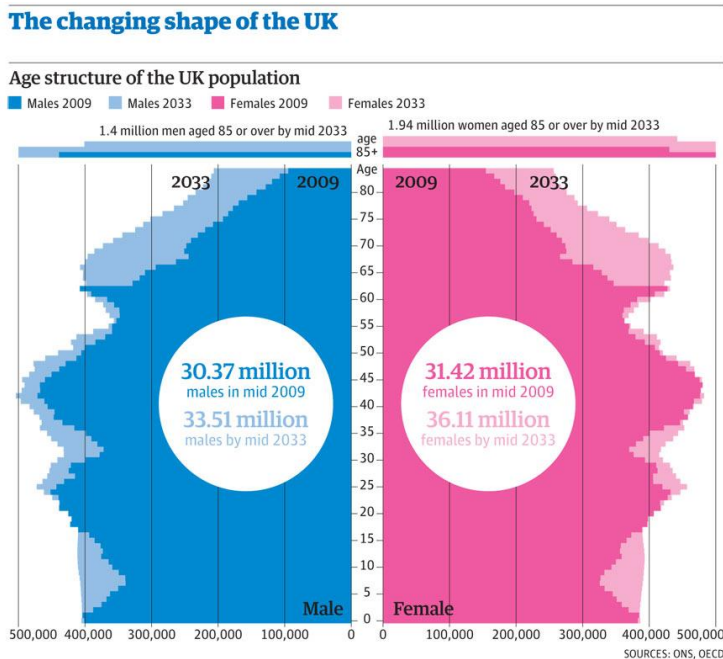 The changing shape of the UK
Age structure of the UK population
Males 2009 Males 2033 Females 2009 Females 2033
1.4 million men aged 85 or over by mid 2033
1.94 million women aged 85 or over by mid 2033
age
85+
Age
2033 2009 2009 2033
80
75
70
65
60
55
50
45
40
35
30
25
20
15
10
5
0
30.37 million
males in mid 2009
33.51 million
males by mid 2033
31.42 million
females in mid 2009
36.11 million
females by mid 2033
Male Female
500,000 400,000 300,000 200,000 100,000 0 0 100,000 200,000 300,000 400,000 500,000
SOURCES: ONS, OECD